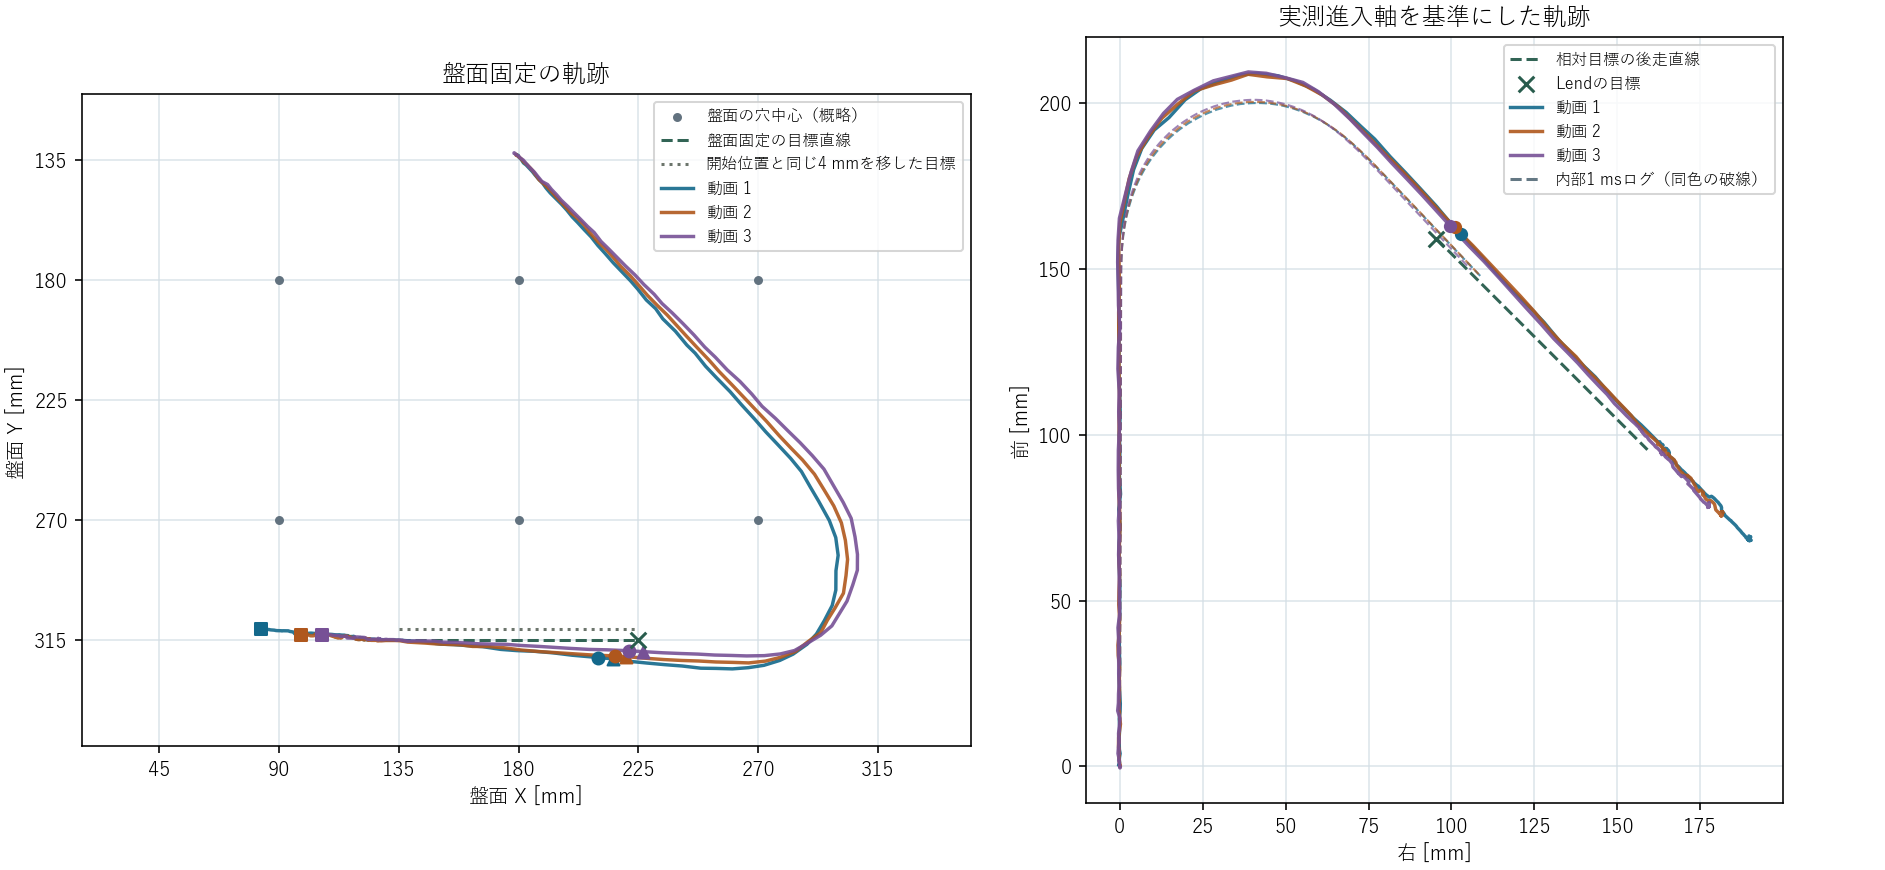 盤面固定の軌跡
盤面の穴中心（概略）
盤面固定の目標直線
開始位置と同じ4 mmを移した目標
動画 1
動画 2
動画 3
135
180
225
270
315
盤面 Y [mm]
45
90
135
180
225
270
315
盤面 X [mm]
実測進入軸を基準にした軌跡
相対目標の後走直線
Lendの目標
動画 1
動画 2
動画 3
内部1 msログ（同色の破線）
200
150
100
50
0
前 [mm]
0
25
50
75
100
125
150
175
右 [mm]